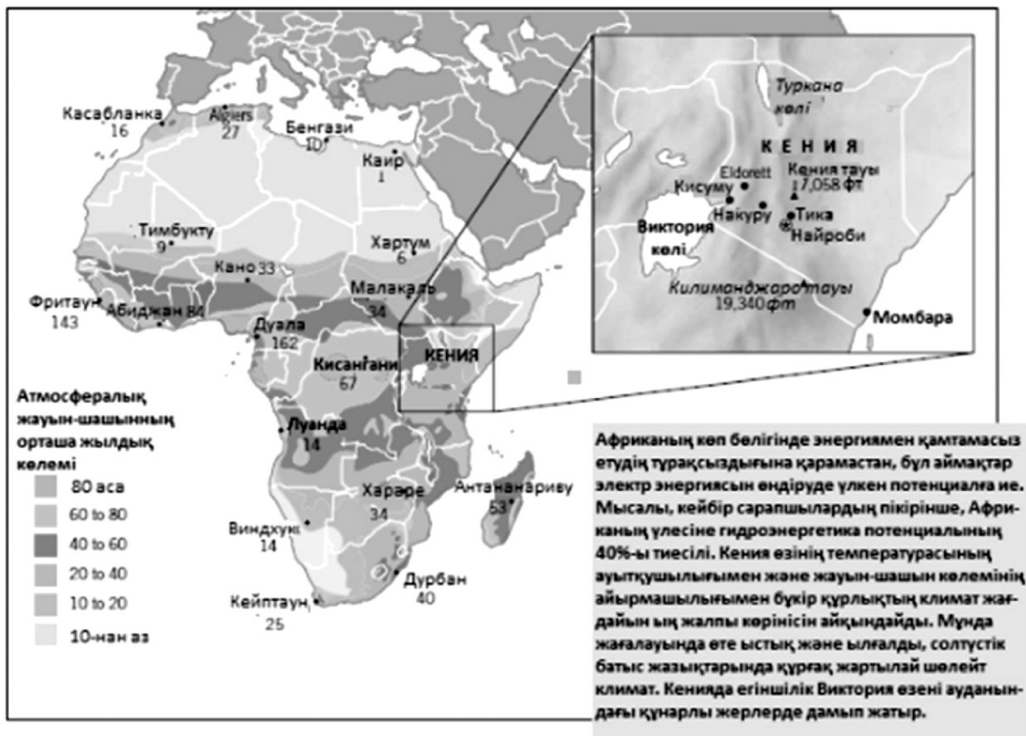 Касабланка
16
Algiers
27
Бенгази
10
Каир
1
Тимбукту
9
Хартум
6
Кано 33
Малакаль
34
Фритаун
143
Абиджан 84
Дуала
162
Кисангани
67
КЕНИЯ
Луанда
14
Хараре
34
Антананариву
53
Виндхук
14
Дурбан
40
Кейптаун
25
Атмосфералық
жауын-шашынның
орташа жылдық
көлемі
80 аса
60 to 80
40 to 60
20 to 40
10 to 20
10-нан аз
Туркана
көлі
КЕНИЯ
Кения тауы
17,058 фт
Eldorett
Кисуму
Накуру
Тика
Найроби
Виктория
көлі
Килиманджаро тауы
19,340 фт
Момбара
Африканың көп бөлігінде энергиямен қамтамасыз
етудің тұрақсыздығына қарамастан, бұл аймақтар
электр энергиясын өндіруде үлкен потенциалға ие.
Мысалы, кейбір сарапшылардың пікірінше, Афри-
каның үлесіне гидроэнергетика потенциалының
40%-ы тиесілі. Кения өзінің температурасының
ауытқушылығымен және жауын-шашын көлемінің
айырмашылығымен бүкір құрлықтың климат жағ-
дайын ың жалпы көрінісін айқындайды. Мұнда
жағалауында өте ыстық және ылғалды, солтүстік
батыс жазықтарында құрғақ жартылай шөлейт
климат. Кенияда егіншілік Виктория өзені ауданын-
дағы құнарлы жерлерде дамып жатыр.